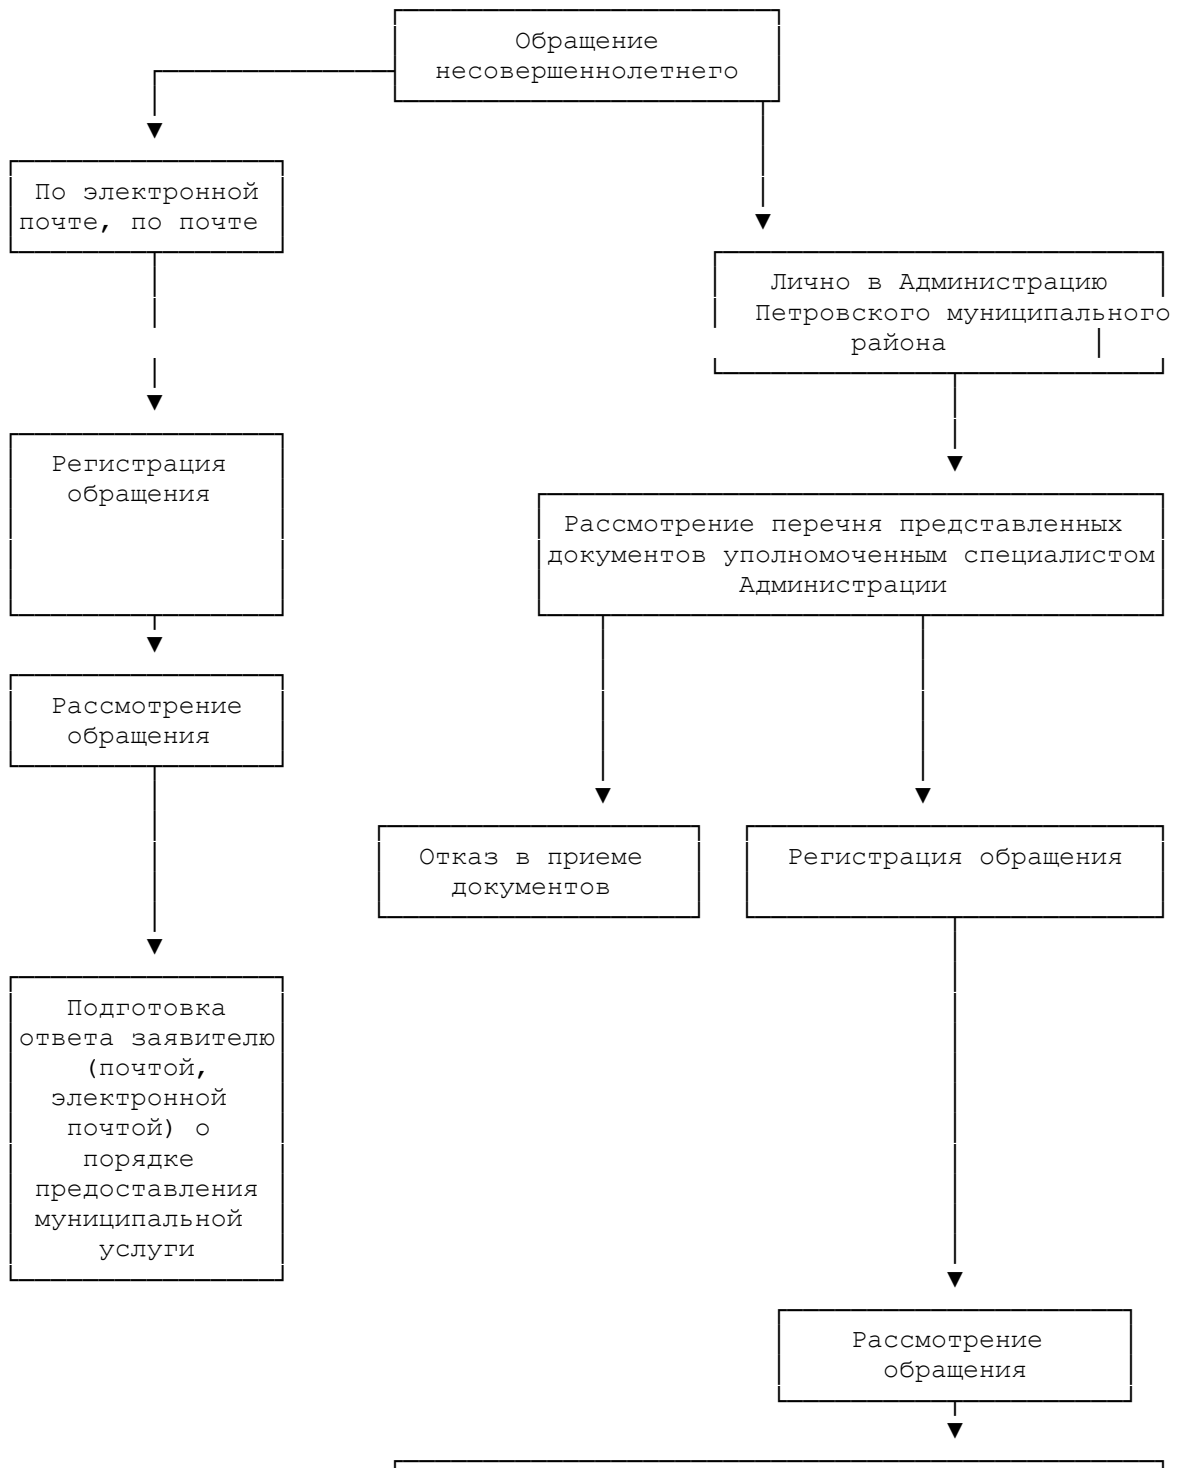 Обращение
несовершеннолетнего
По электронной
почте, по почте
Лично в Администрацию
Петровского муниципального
района
Регистрация
обращения
Рассмотрение перечня представленных
документов уполномоченным специалистом
Администрации
Рассмотрение
обращения
Отказ в приеме
документов
Регистрация обращения
Подготовка
ответа заявителю
(почтой,
электронной
почтой) о
порядке
предоставления
муниципальной
услуги
Рассмотрение
обращения